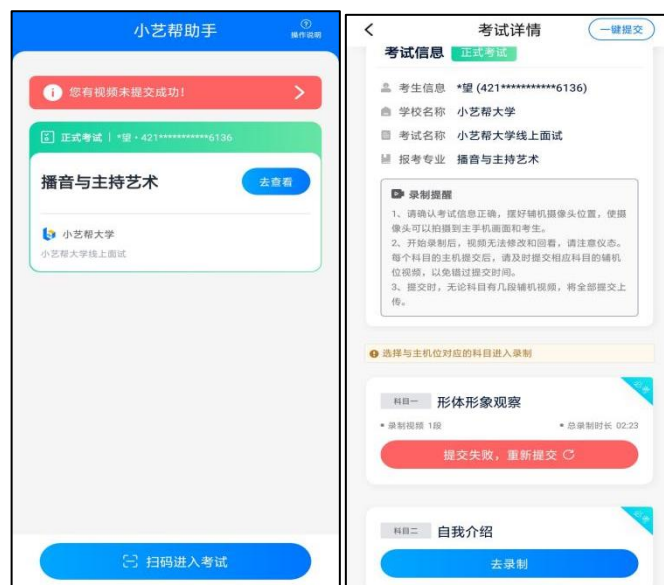 小艺帮助手
操作说明
您有视频未提交成功!
正式考试 | *望·421***********6136
播音与主持艺术
去查看
小艺帮大学
小艺帮大学线上面试
扫码进入考试
考试详情
一键提交
考试信息 正式考试
考生信息 *望 (421***********6136)
学校名称 小艺帮大学
考试名称 小艺帮大学线上面试
报考专业 播音与主持艺术
录制提醒
1、请确认考试信息正确,摆好辅机摄像头位置,使摄
像头可以拍摄到主手机画面和考生。
2、开始录制后,视频无法修改和回看,请注意仪态。
每个科目的主机提交后,请及时提交相应科目的辅机
位视频,以免错过提交时间。
3、提交时,无论科目有几段辅机视频,将全部提交上
传。
选择与主机位对应的科目进入录制
科目一 形体形象观察
必考
• 录制视频 1段 • 总录制时长 02:23
提交失败,重新提交
科目二 自我介绍
必考
去录制